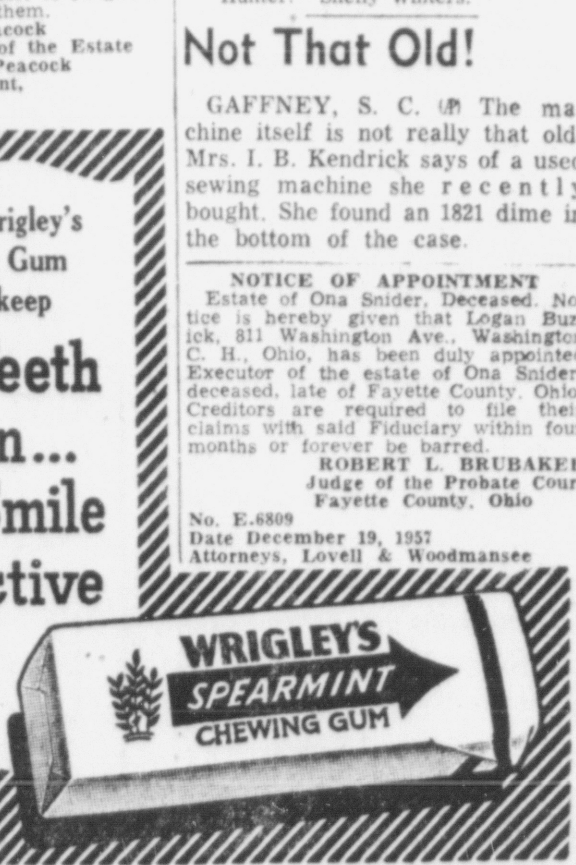 them.
acock
of the Estate
Peacock
nt,
Not That Old!
GAFFNEY, S. C. (AP) The ma-
chine itself is not really that old
Mrs. I. B. Kendrick says of a used
sewing machine she recently
bought. She found an 1821 dime in
the bottom of the case.
NOTICE OF APPOINTMENT
Estate of Ona Snider, Deceased. No-
tice is hereby given that Logan Buz-
ick, 811 Washington Ave., Washington
C. H., Ohio, has been duly appointed
Executor of the estate of Ona Snider
deceased, late of Fayette County, Ohio
Creditors are required to file their
claims with said Fiduciary within four
months or forever be barred.
ROBERT L. BRUBAKER
Judge of the Probate Court
Fayette County, Ohio
No. E.6809
Date December 19, 1957
Attorneys, Lovell & Woodmansee
rigley's
Gum
keep
eeth
n...
mile
ctive
WRIGLEY'S
SPEARMINT
CHEWING GUM